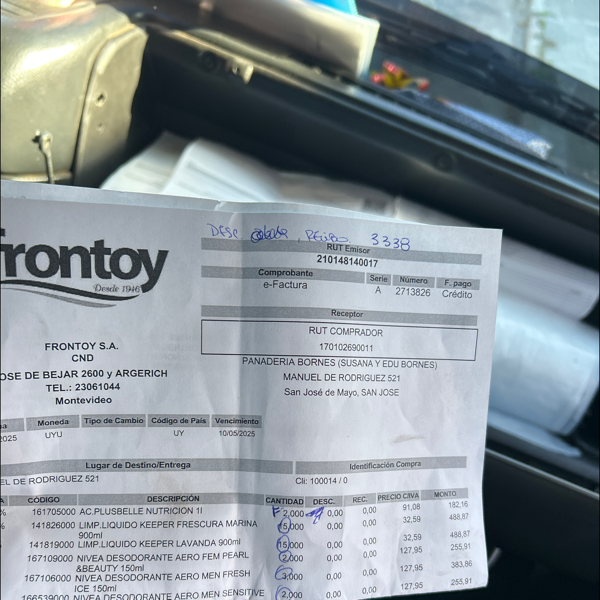 DESC , RECIBO 3338
frontoy
Desde 1946
RUT Emisor
210148140017
Comprobante Serie Número F. pago
e-Factura A 2713826 Crédito
Receptor
RUT COMPRADOR
170102690011
PANADERIA BORNES (SUSANA Y EDU BORNES)
MANUEL DE RODRIGUEZ 521
San José de Mayo, SAN JOSE
FRONTOY S.A.
CND
OSE DE BEJAR 2600 y ARGERICH
TEL.: 23061044
Montevideo
Moneda Tipo de Cambio Código de País Vencimiento
2025 UYU UY 10/05/2025
Lugar de Destino/Entrega Identificación Compra
EL DE RODRIGUEZ 521 Cli: 100014 / 0
A CÓDIGO DESCRIPCIÓN CANTIDAD DESC. REC. PRECIO C/IVA MONTO
% 161705000 AC.PLUSBELLE NUTRICION 1l F 2,000 0,00 0,00 91,08 182,16
% 141826000 LIMP.LIQUIDO KEEPER FRESCURA MARINA 900ml 15,000 0,00 0,00 32,59 488,87
141819000 LIMP.LIQUIDO KEEPER LAVANDA 900ml 15,000 0,00 0,00 32,59 488,87
167109000 NIVEA DESODORANTE AERO FEM PEARL &BEAUTY 150ml 2,000 0,00 0,00 127,95 255,91
167106000 NIVEA DESODORANTE AERO MEN FRESH ICE 150ml 3,000 0,00 0,00 127,95 383,86
166539000 NIVEA DESODORANTE AERO MEN SENSITIVE 2,000 0,00 0,00 127,95 255,91